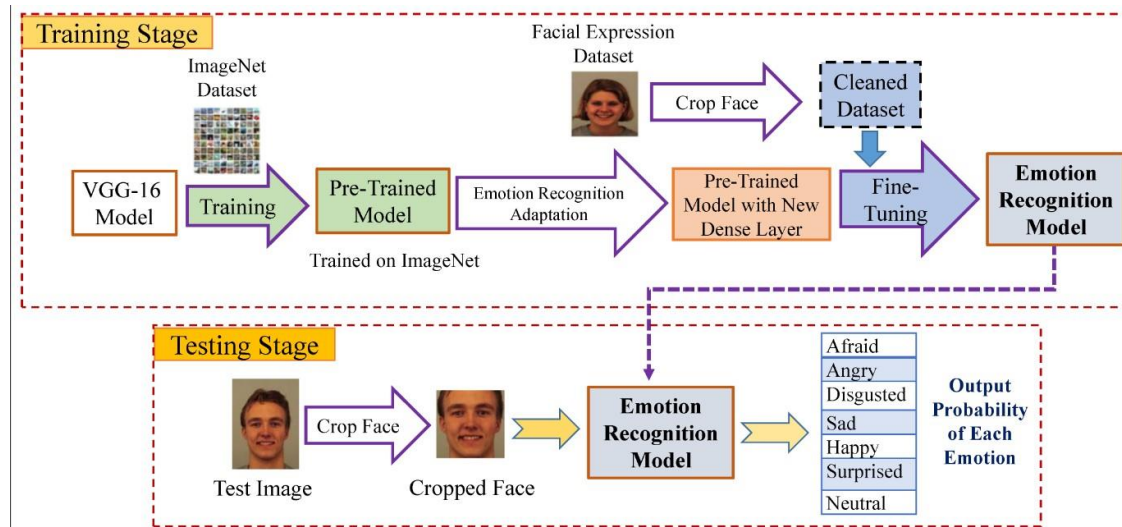 Training Stage
ImageNet
Dataset
Facial Expression
Dataset
Crop Face
Cleaned
Dataset
VGG-16
Model
Training
Pre-Trained
Model
Trained on ImageNet
Emotion Recognition
Adaptation
Pre-Trained
Model with New
Dense Layer
Fine-
Tuning
Emotion
Recognition
Model
Testing Stage
Test Image
Crop Face
Cropped Face
Emotion
Recognition
Model
Afraid
Angry
Disgusted
Sad
Happy
Surprised
Neutral
Output
Probability
of Each
Emotion